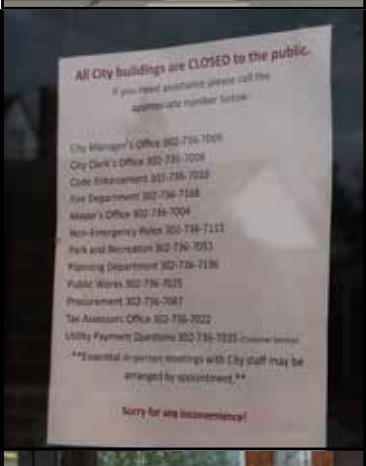 All City buildings are CLOSED to the public.
If you need assistance please call the
appropriate number below:
City Manager's Office 302-736-7005
City Clerk's Office 302-736-7008
Code Enforcement 302-736-7010
Fire Department 302-736-7168
Mayor's Office 302-736-7004
Non-Emergency Police 302-736-7111
Park and Recreation 302-736-7051
Planning Department 302-736-7196
Public Works 302-736-7025
Procurement 302-736-
Tax Assessors Office 302-736-7022
Utility Payment Questions 302-736-7035 (Customer Service)
**Essential in-person meetings with City staff may be
arranged by appointment.**
Sorry for any inconvenience!